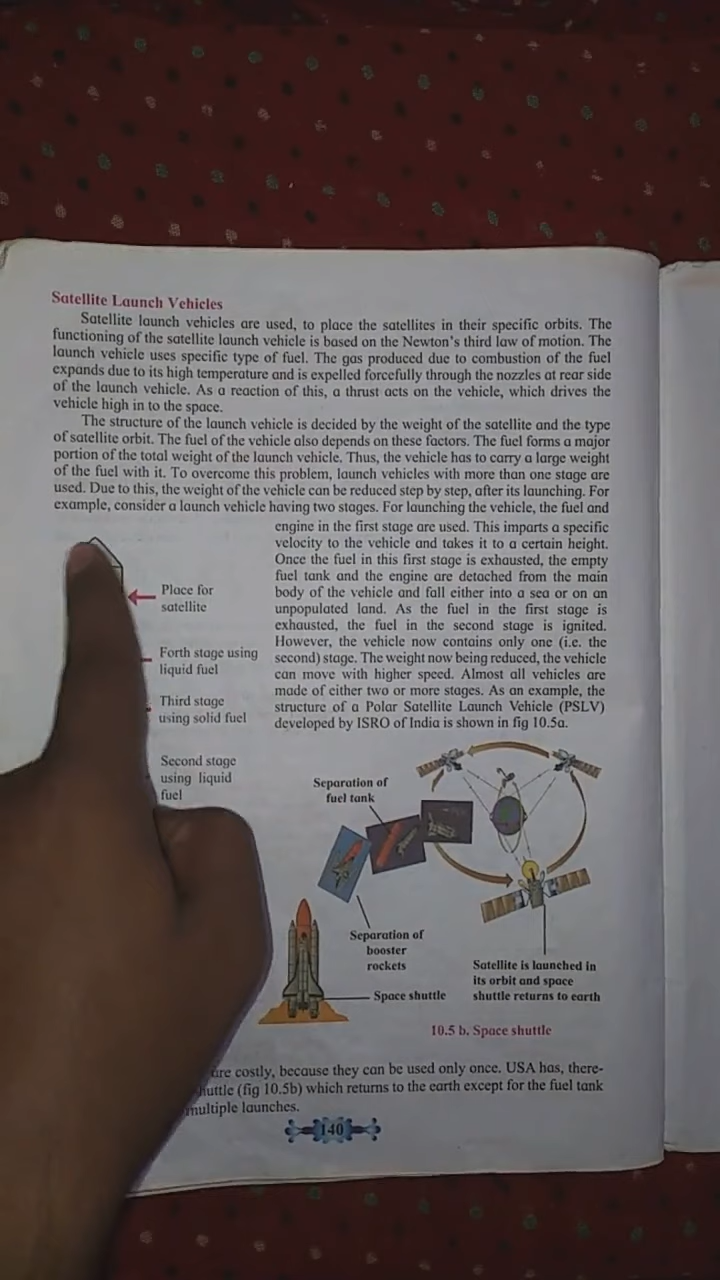 Satellite Launch Vehicles
Satellite launch vehicles are used, to place the satellites in their specific orbits. The
functioning of the satellite launch vehicle is based on the Newton's third law of motion. The
launch vehicle uses specific type of fuel. The gas produced due to combustion of the fuel
expands due to its high temperature and is expelled forcefully through the nozzles at rear side
of the launch vehicle. As a reaction of this, a thrust acts on the vehicle, which drives the
vehicle high in to the space.
The structure of the launch vehicle is decided by the weight of the satellite and the type
of satellite orbit. The fuel of the vehicle also depends on these factors. The fuel forms a major
portion of the total weight of the launch vehicle. Thus, the vehicle has to carry a large weight
of the fuel with it. To overcome this problem, launch vehicles with more than one stage are
used. Due to this, the weight of the vehicle can be reduced step by step, after its launching. For
example, consider a launch vehicle having two stages. For launching the vehicle, the fuel and
engine in the first stage are used. This imparts a specific
velocity to the vehicle and takes it to a certain height.
Once the fuel in this first stage is exhausted, the empty
fuel tank and the engine are detached from the main
body of the vehicle and fall either into a sea or on an
unpopulated land. As the fuel in the first stage is
exhausted, the fuel in the second stage is ignited.
However, the vehicle now contains only one (i.e. the
second) stage. The weight now being reduced, the vehicle
can move with higher speed. Almost all vehicles are
made of either two or more stages. As an example, the
structure of a Polar Satellite Launch Vehicle (PSLV)
developed by ISRO of India is shown in fig 10.5a.
Place for
satellite
Forth stage using
liquid fuel
Third stage
using solid fuel
Second stage
using liquid
fuel
Separation of
fuel tank
Separation of
booster
rockets
Space shuttle
Satellite is launched in
its orbit and space
shuttle returns to earth
10.5 b. Space shuttle
are costly, because they can be used only once. USA has, there-
(fig 10.5b) which returns to the earth except for the fuel tank
multiple launches.
140